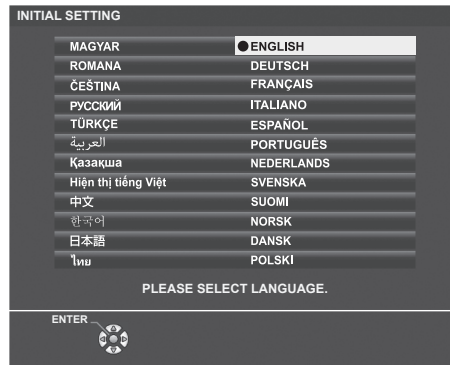 INITIAL SETTING
MAGYAR
ROMANA
ČEŠTINA
РУССКИЙ
TÜRKÇE
العربية
Қазақша
Hiện thị tiếng Việt
中文
한국어
日本語
ไทย
●ENGLISH
DEUTSCH
FRANÇAIS
ITALIANO
ESPAÑOL
PORTUGUÊS
NEDERLANDS
SVENSKA
SUOMI
NORSK
DANSK
POLSKI
PLEASE SELECT LANGUAGE.
ENTER